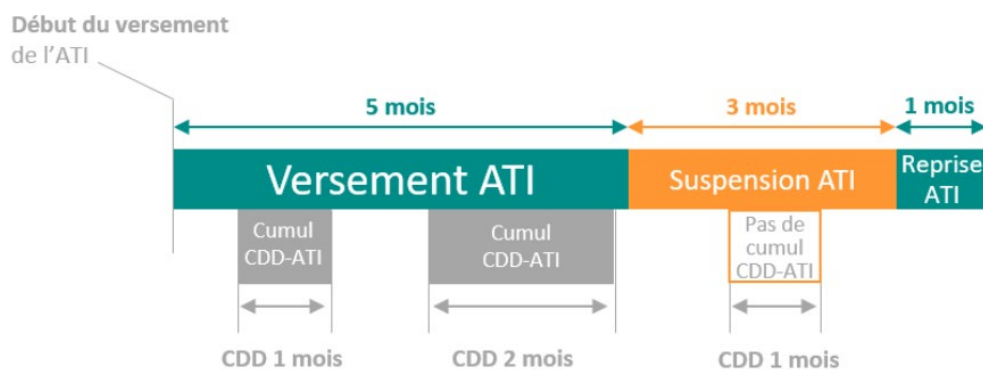 Début du versement
de l'ATI
5 mois
3 mois
1 mois
Versement ATI
Suspension ATI
Reprise
ATI
Cumul
CDD-ATI
Cumul
CDD-ATI
Pas de
cumul
CDD-ATI
CDD 1 mois
CDD 2 mois
CDD 1 mois